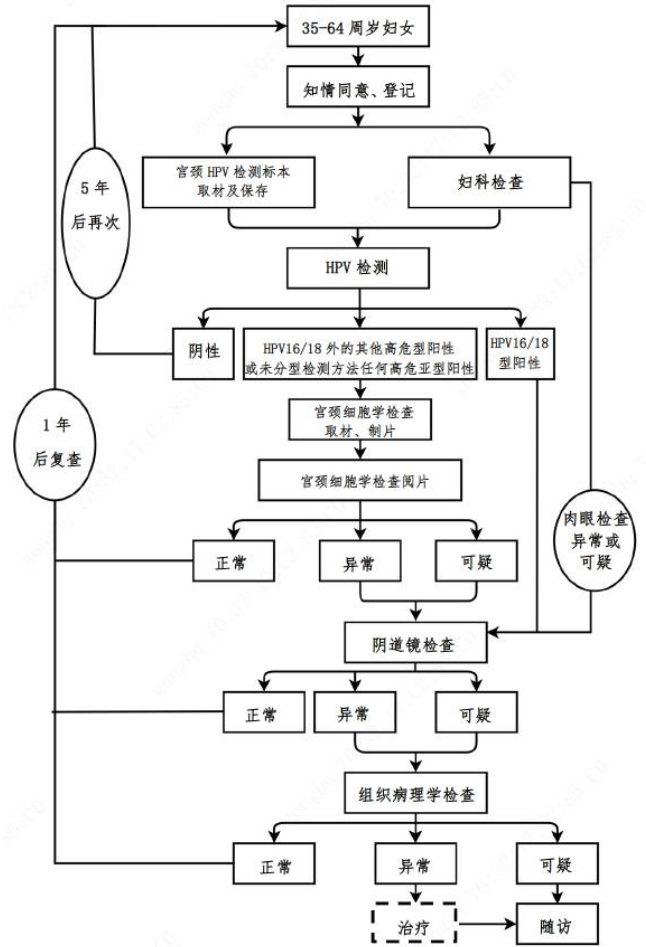 35-64 周岁妇女
知情同意、登记
宫颈 HPV 检测标本
取材及保存
妇科检查
5 年
后再次
HPV 检测
阴性
HPV16/18 外的其他高危型阳性
或未分型检测方法任何高危亚型阳性
HPV16/18
型阳性
宫颈细胞学检查
取材、制片
1 年
后复查
宫颈细胞学检查阅片
肉眼检查
异常或
可疑
正常
异常
可疑
阴道镜检查
正常
异常
可疑
组织病理学检查
正常
异常
可疑
治疗
随访